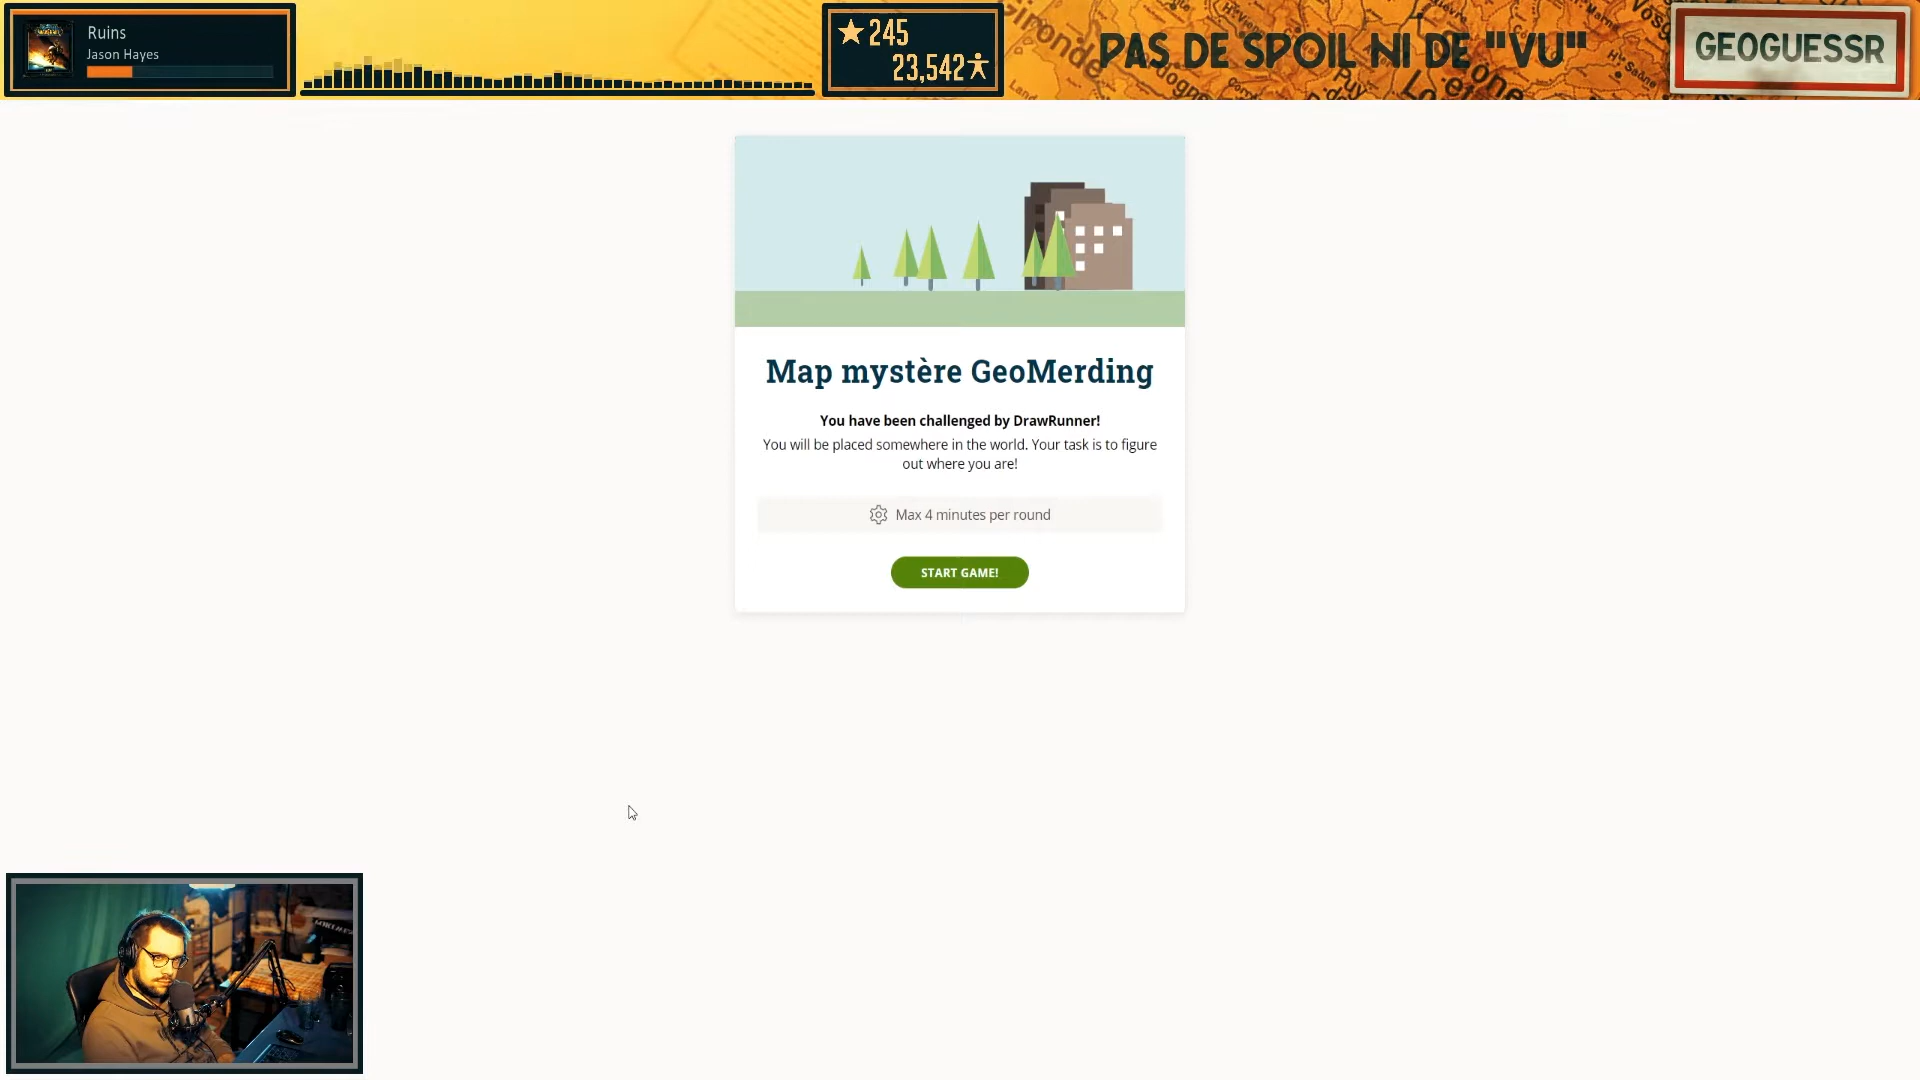 Ruins
Jason Hayes
245
23,542
PAS DE SPOIL NI DE "VU"
GEOGUESSR
Gironde
Puy
Map mystère GeoMerding
You have been challenged by DrawRunner!
You will be placed somewhere in the world. Your task is to figure
out where you are!
Max 4 minutes per round
START GAME!